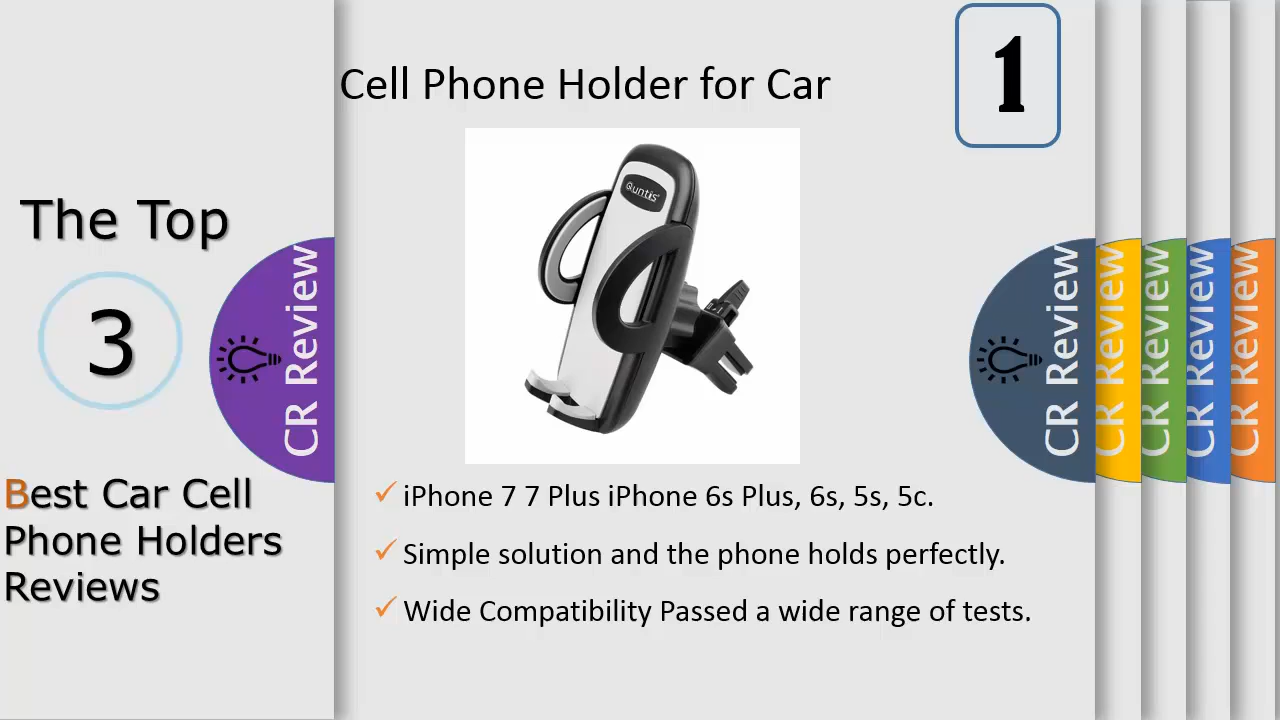 The Top
3
Best Car Cell
Phone Holders
Reviews
CR Review
Cell Phone Holder for Car
1
Quntis
iPhone 7 7 Plus iPhone 6s Plus, 6s, 5s, 5c.
Simple solution and the phone holds perfectly.
Wide Compatibility Passed a wide range of tests.
CR Review
CR Review
CR Review
CR Review
CR Review